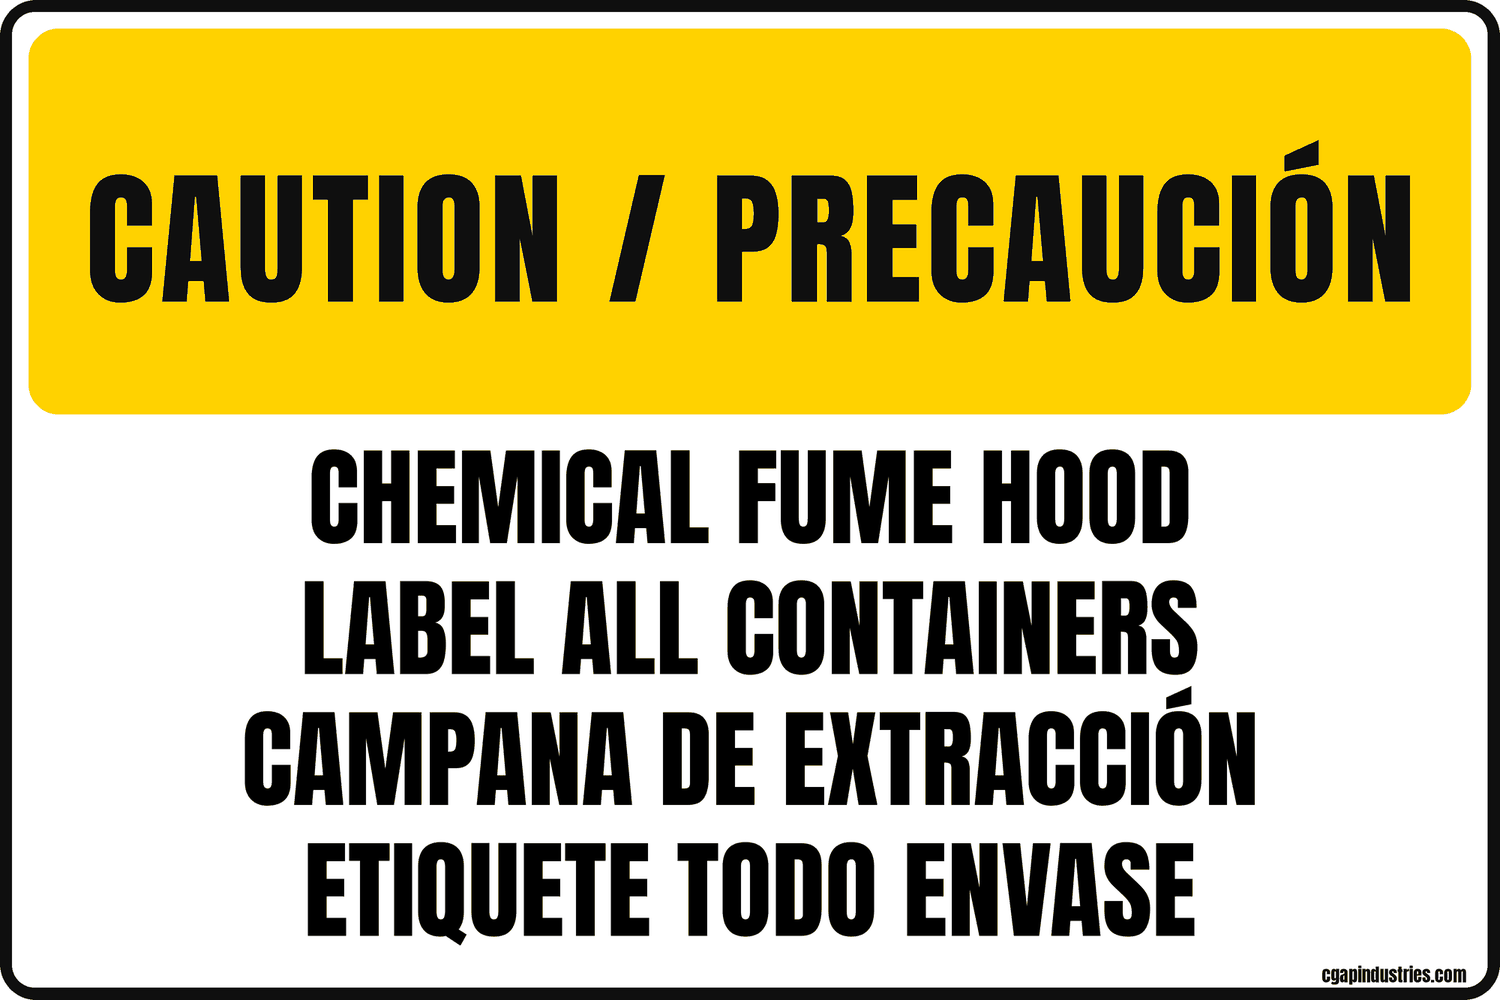 CAUTION / PRECAUCIÓN
CHEMICAL FUME HOOD
LABEL ALL CONTAINERS
CAMPANA DE EXTRACCIÓN
ETIQUETE TODO ENVASE
cgapindustries.com